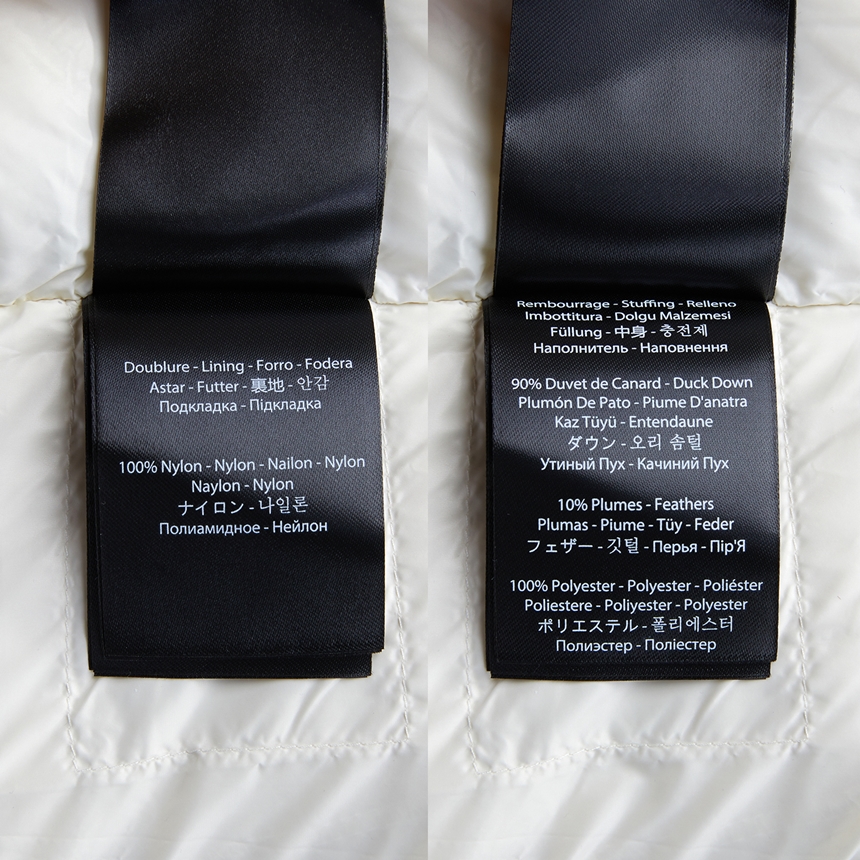 Doublure - Lining - Forro - Fodera
Astar - Futter - 裏地 - 안감
Подкладка - Підкладка
100% Nylon - Nylon - Nailon - Nylon
Naylon - Nylon
ナイロン - 나일론
Полиамидное - Нейлон
Rembourrage - Stuffing - Relleno
Imbottitura - Dolgu Malzemesi
Füllung - 中身 - 충전제
Наполнитель - Наповнення
90% Duvet de Canard - Duck Down
Plumón De Pato - Piume D'anatra
Kaz Tüyü - Entendaune
ダウン - 오리 솜털
Утиный Пух - Качиний Пух
10% Plumes - Feathers
Plumas - Piume - Tüy - Feder
フェザー - 깃털 - Перья - Пір'Я
100% Polyester - Polyester - Poliéster
Poliestere - Poliyester - Polyester
ポリエステル - 폴리에스터
Полиэстер - Поліестер